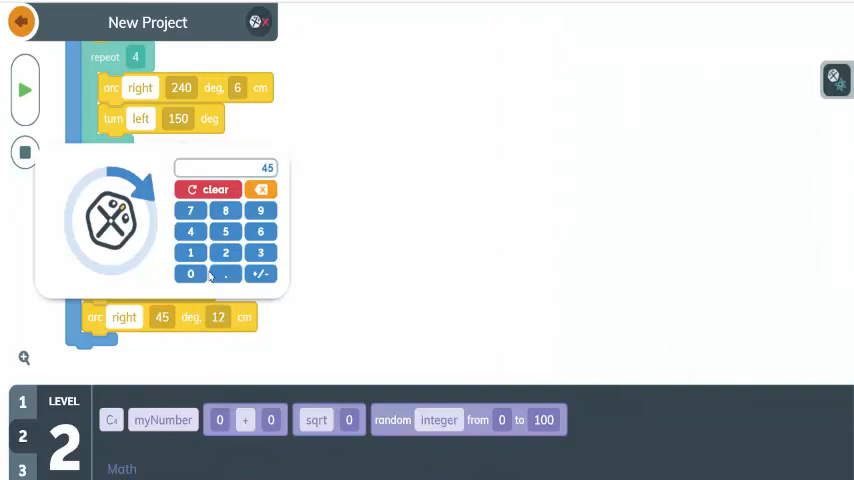 New Project
repeat 4
arc right 240 deg, 6 cm
turn left 150 deg
45
clear
7 8 9
4 5 6
1 2 3
0 . +/-
arc right 45 deg, 12 cm
1
2
3
LEVEL
2
C4 myNumber 0 + 0 sqrt 0 random integer from 0 to 100
Math